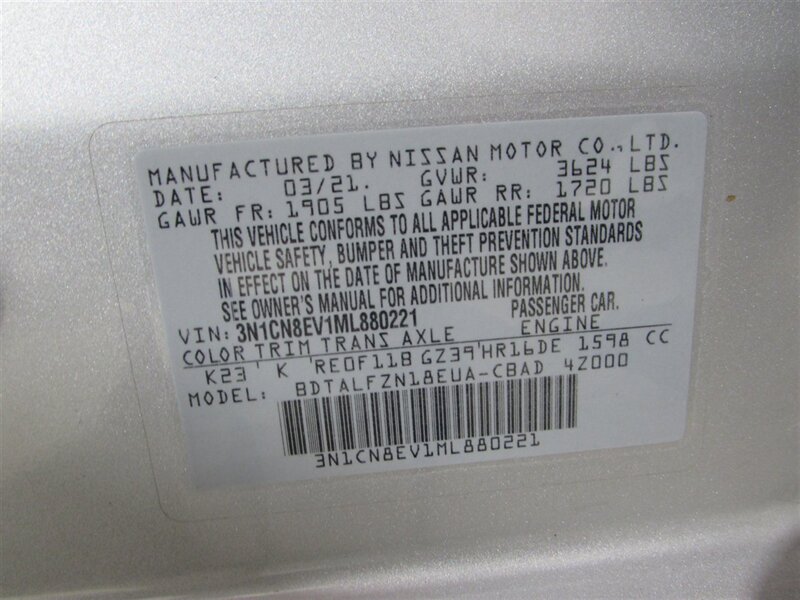 MANUFACTURED BY NISSAN MOTOR CO.,LTD.
DATE: 03/21. GVWR: 3624 LBS
GAWR FR: 1905 LBS GAWR RR: 1720 LBS
THIS VEHICLE CONFORMS TO ALL APPLICABLE FEDERAL MOTOR
VEHICLE SAFETY, BUMPER AND THEFT PREVENTION STANDARDS
IN EFFECT ON THE DATE OF MANUFACTURE SHOWN ABOVE.
SEE OWNER'S MANUAL FOR ADDITIONAL INFORMATION.
VIN: 3N1CN8EV1ML880221 PASSENGER CAR.
COLOR TRIM TRANS AXLE ENGINE
K23' K 'RE0F11B GZ39'HR16DE 1598 CC
MODEL: BDTALFZN18EUA-CBAD 4Z000
3N1CN8EV1ML880221